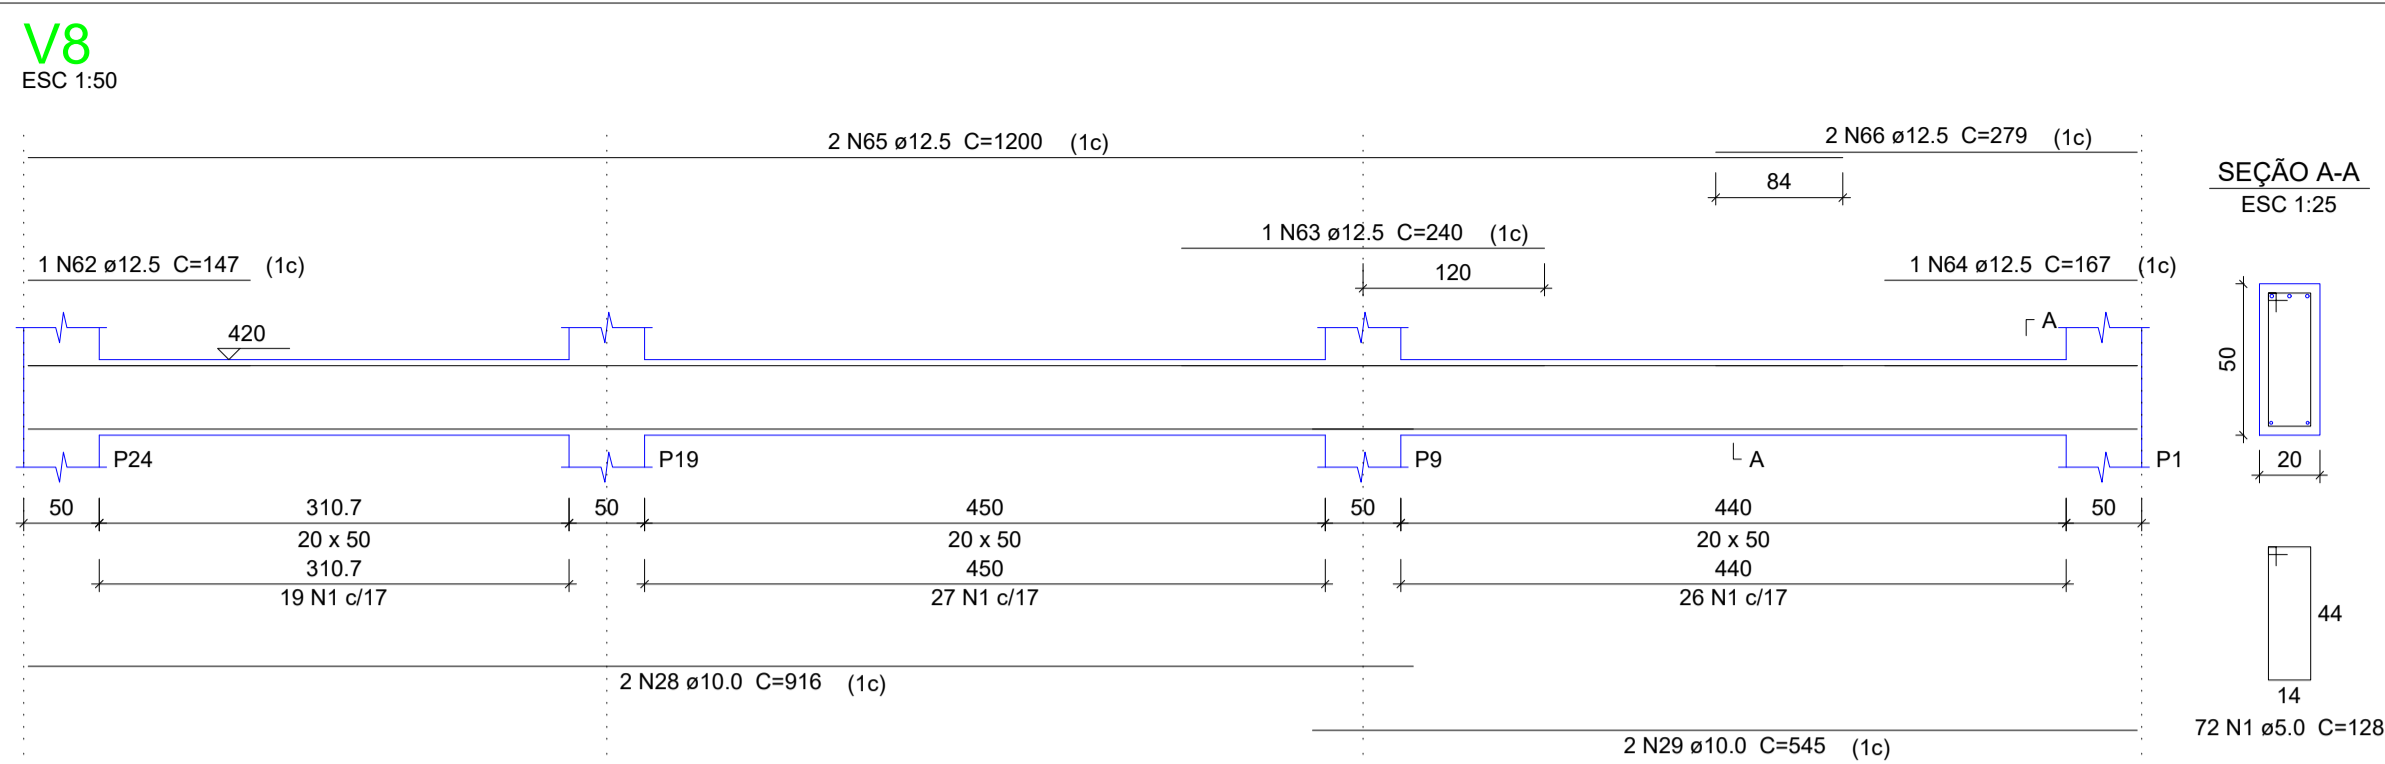 V8
ESC 1:50
2 N65 ø12.5 C=1200 (1c)
2 N66 ø12.5 C=279 (1c)
84
SEÇÃO A-A
ESC 1:25
1 N63 ø12.5 C=240 (1c)
120
1 N62 ø12.5 C=147 (1c)
1 N64 ø12.5 C=167 (1c)
420
A
50
P24
P19
P9
A
P1
20
50
310.7
50
450
50
440
50
20 x 50
20 x 50
20 x 50
310.7
450
440
19 N1 c/17
27 N1 c/17
26 N1 c/17
44
14
2 N28 ø10.0 C=916 (1c)
72 N1 ø5.0 C=128
2 N29 ø10.0 C=545 (1c)